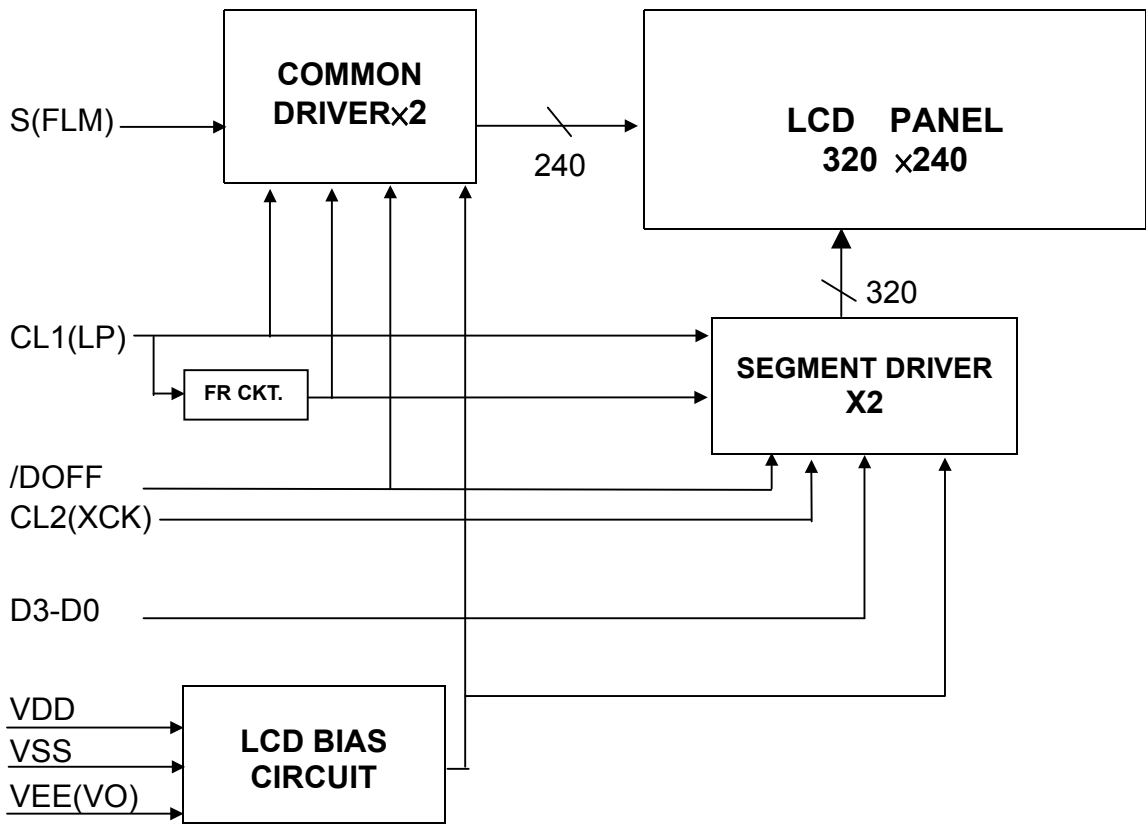 COMMON
DRIVER×2
LCD PANEL
320 ×240
S(FLM)
240
320
CL1(LP)
SEGMENT DRIVER
X2
FR CKT.
/DOFF
CL2(XCK)
D3-D0
VDD
VSS
VEE(VO)
LCD BIAS
CIRCUIT